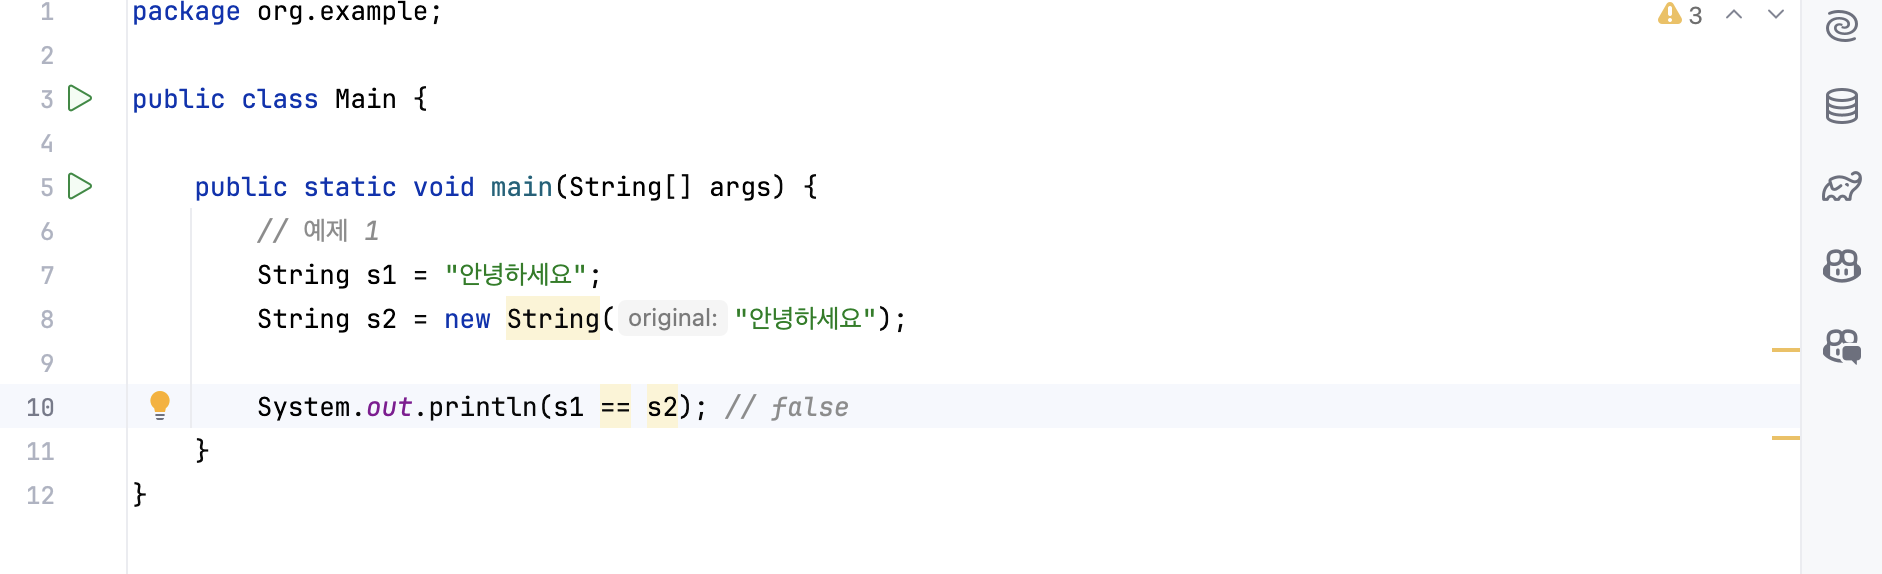 1 package org.example;
2
3 public class Main {
4
5 public static void main(String[] args) {
6 // 예제 1
7 String s1 = "안녕하세요";
8 String s2 = new String( original: "안녕하세요");
9
10 System.out.println(s1 == s2); // false
11 }
12 }
3